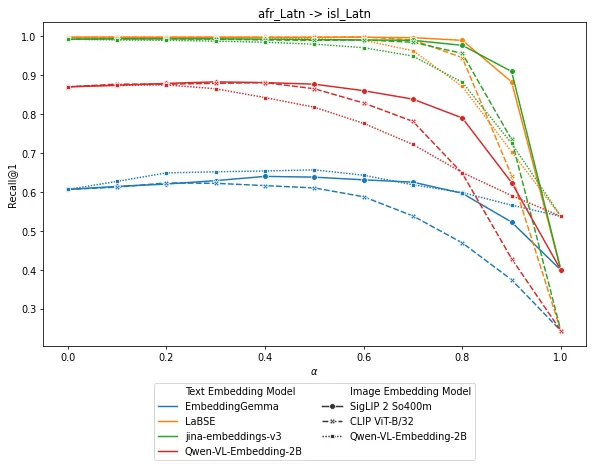 afr_Latn -> isl_Latn
1.0
0.9
0.8
0.7
0.6
0.5
0.4
0.3
Recall@1
0.0 0.2 0.4 0.6 0.8 1.0
α
Text Embedding Model Image Embedding Model
EmbeddingGemma SigLIP 2 So400m
LaBSE CLIP ViT-B/32
jina-embeddings-v3 Qwen-VL-Embedding-2B
Qwen-VL-Embedding-2B